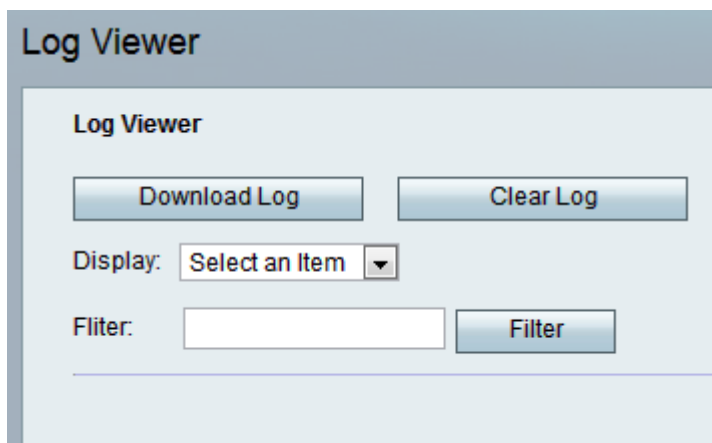 Log Viewer
Log Viewer
Download Log Clear Log
Display: Select an Item
Fliter: Filter